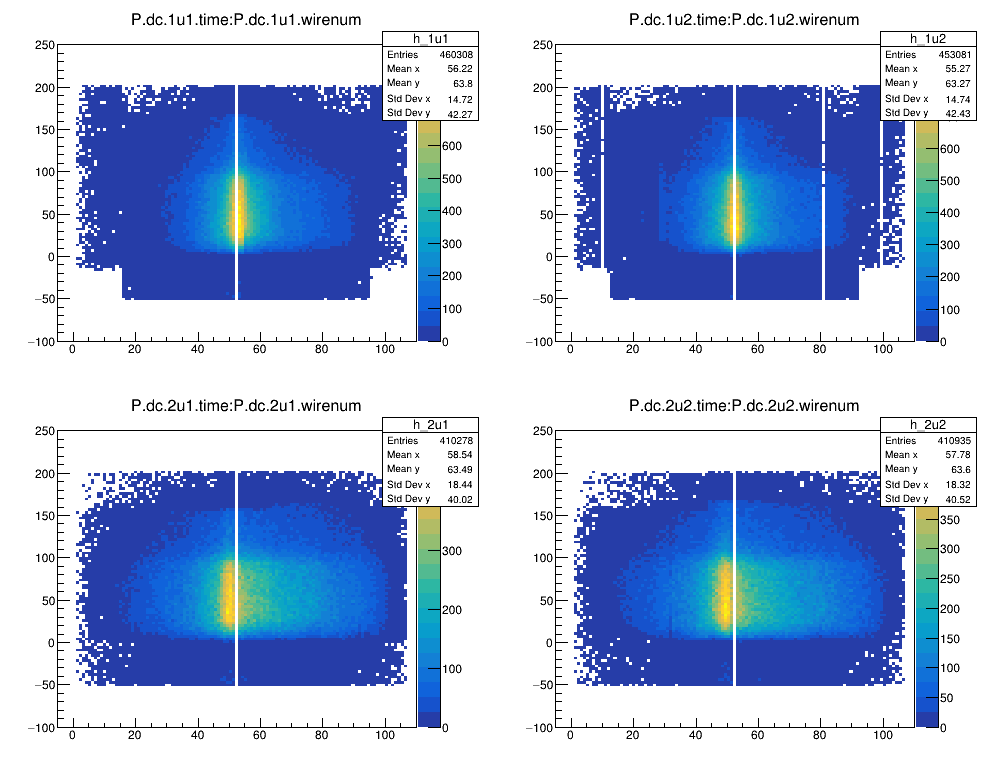 P.dc.1u1.time:P.dc.1u1.wirenum
h_1u1
Entries 460308
Mean x 56.22
Mean y 63.8
Std Dev x 14.72
Std Dev y 42.27
250
200
150
100
50
0
−50
−100
0 20 40 60 80 100
600
500
400
300
200
100
0
P.dc.1u2.time:P.dc.1u2.wirenum
h_1u2
Entries 453081
Mean x 55.27
Mean y 63.27
Std Dev x 14.74
Std Dev y 42.43
250
200
150
100
50
0
−50
−100
0 20 40 60 80 100
600
500
400
300
200
100
0
P.dc.2u1.time:P.dc.2u1.wirenum
h_2u1
Entries 410278
Mean x 58.54
Mean y 63.49
Std Dev x 18.44
Std Dev y 40.02
250
200
150
100
50
0
−50
−100
0 20 40 60 80 100
300
200
100
0
P.dc.2u2.time:P.dc.2u2.wirenum
h_2u2
Entries 410935
Mean x 57.78
Mean y 63.6
Std Dev x 18.32
Std Dev y 40.52
250
200
150
100
50
0
−50
−100
0 20 40 60 80 100
350
300
250
200
150
100
50
0